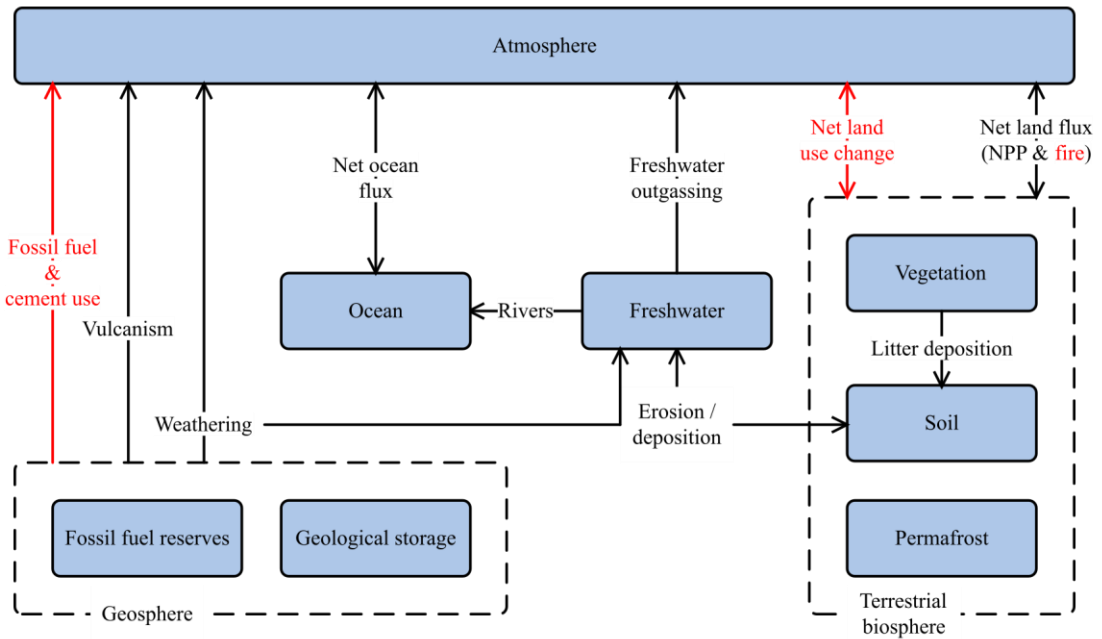 Atmosphere
Net land
use change
Net land flux
(NPP & fire)
Net ocean
flux
Freshwater
outgassing
Fossil fuel
&
cement use
Vulcanism
Ocean
Rivers
Freshwater
Vegetation
Litter deposition
Weathering
Erosion /
deposition
Soil
Fossil fuel reserves
Geological storage
Permafrost
Geosphere
Terrestrial
biosphere